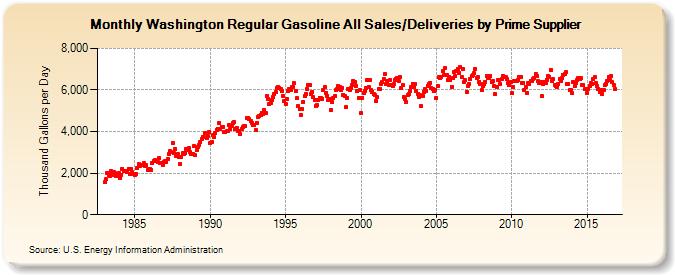 Monthly Washington Regular Gasoline All Sales/Deliveries by Prime Supplier
Thousand Gallons per Day
8,000
6,000
4,000
2,000
0
1985 1990 1995 2000 2005 2010 2015
Source: U.S. Energy Information Administration